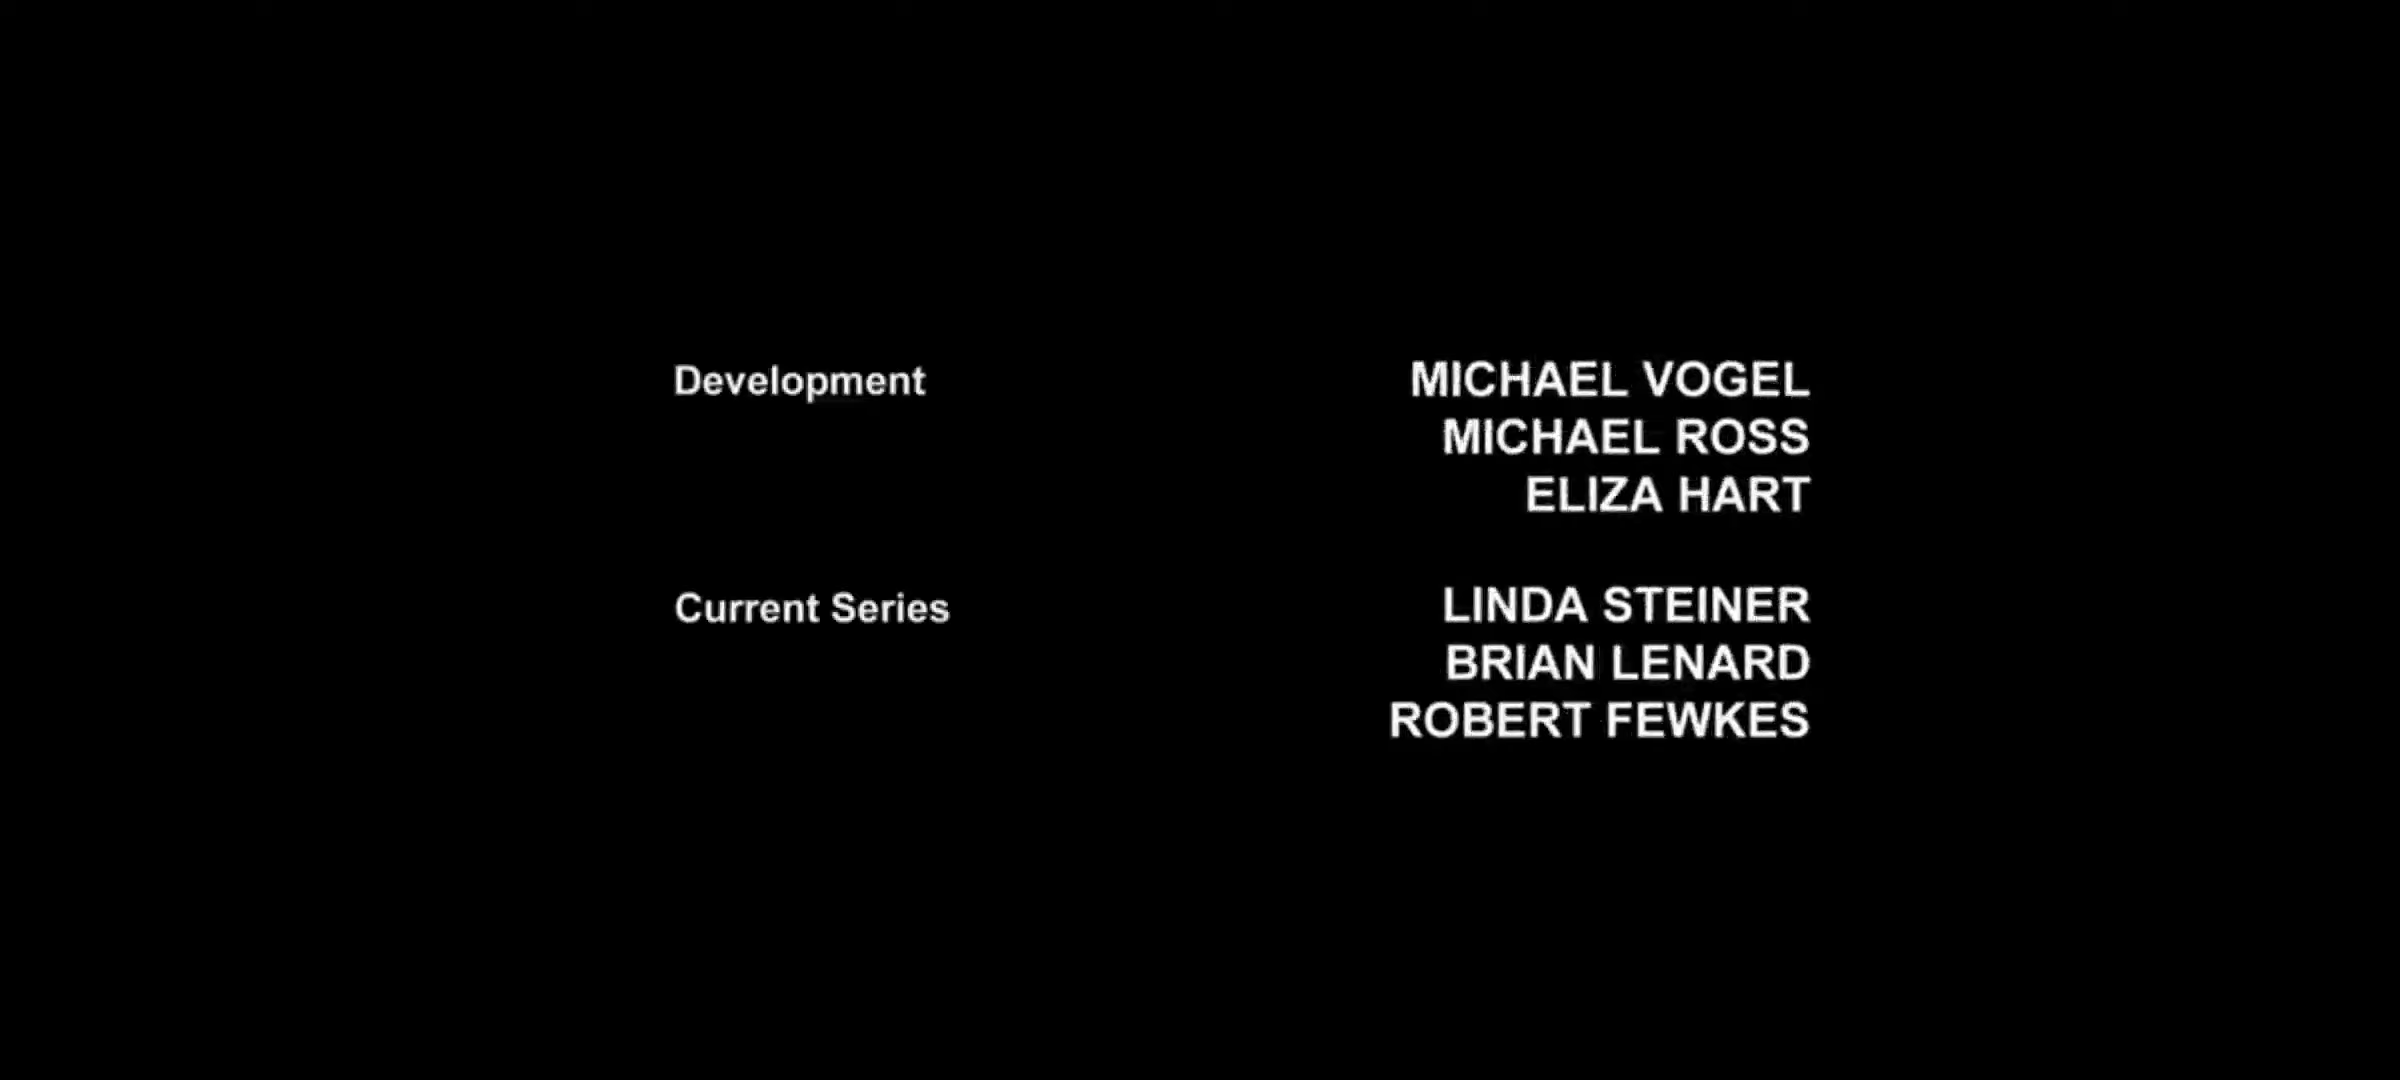 Development MICHAEL VOGEL
MICHAEL ROSS
ELIZA HART
Current Series LINDA STEINER
BRIAN LENARD
ROBERT FEWKES